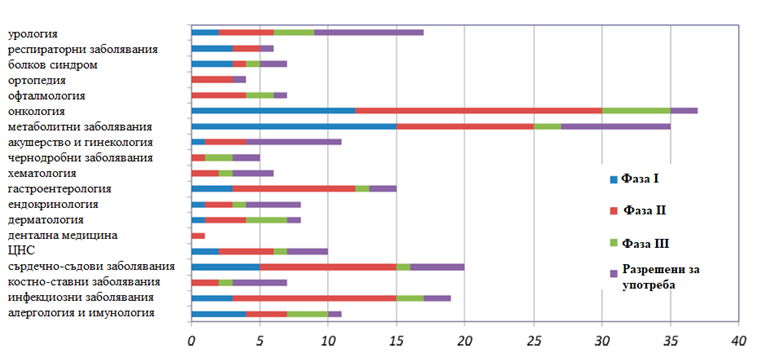 урология
респираторни заболявания
болков синдром
ортопедия
офталмология
онкология
метаболитни заболявания
акушерство и гинекология
чернодробни заболявания
хематология
гастроентерология
ендокринология
дерматология
дентална медицина
ЦНС
сърдечно-съдови заболявания
костно-ставни заболявания
инфекциозни заболявания
алергология и имунология
Фаза I
Фаза II
Фаза III
Разрешени за
употреба
0 5 10 15 20 25 30 35 40